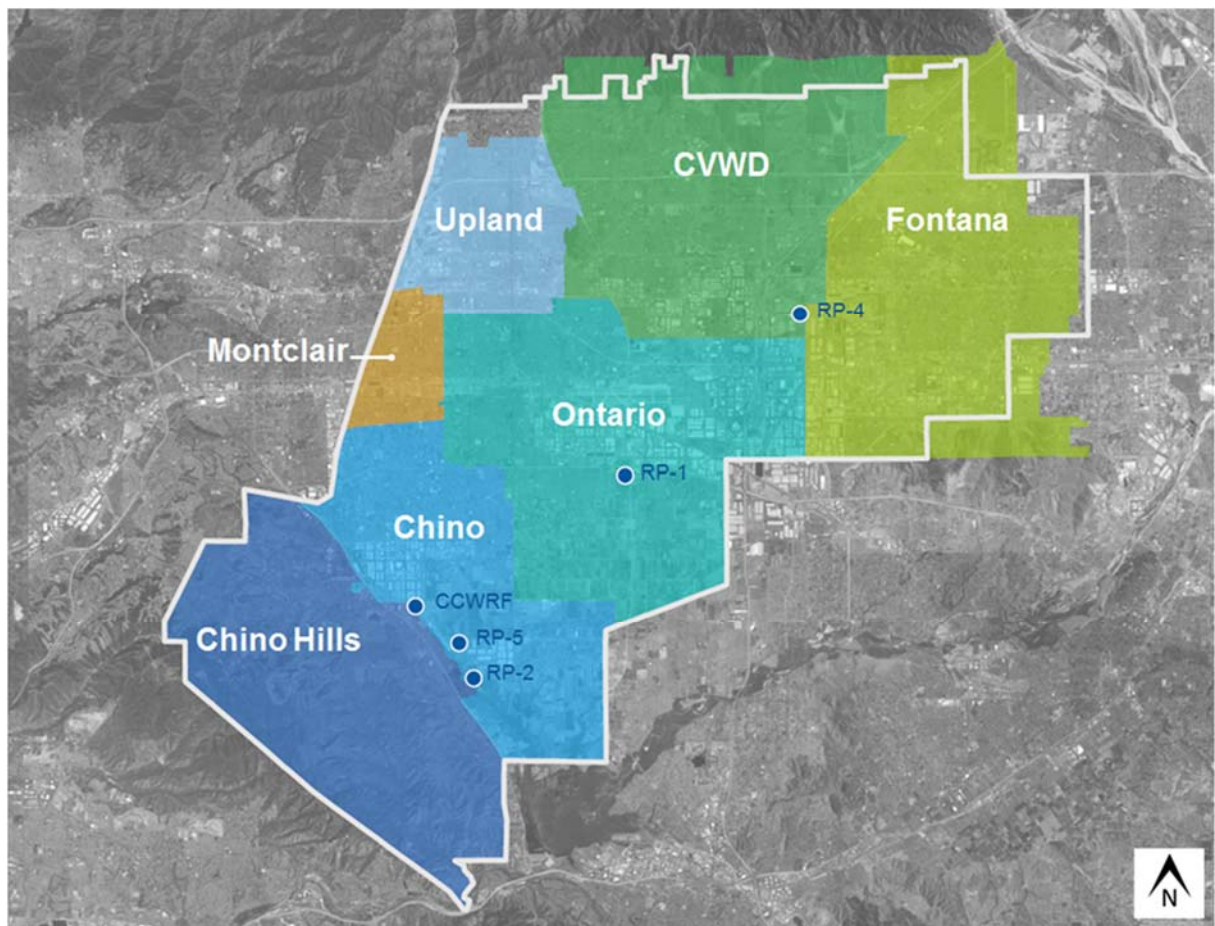 CVWD
Upland
Fontana
RP-4
Montclair
Ontario
RP-1
Chino
CCWRF
Chino Hills
RP-5
RP-2
N